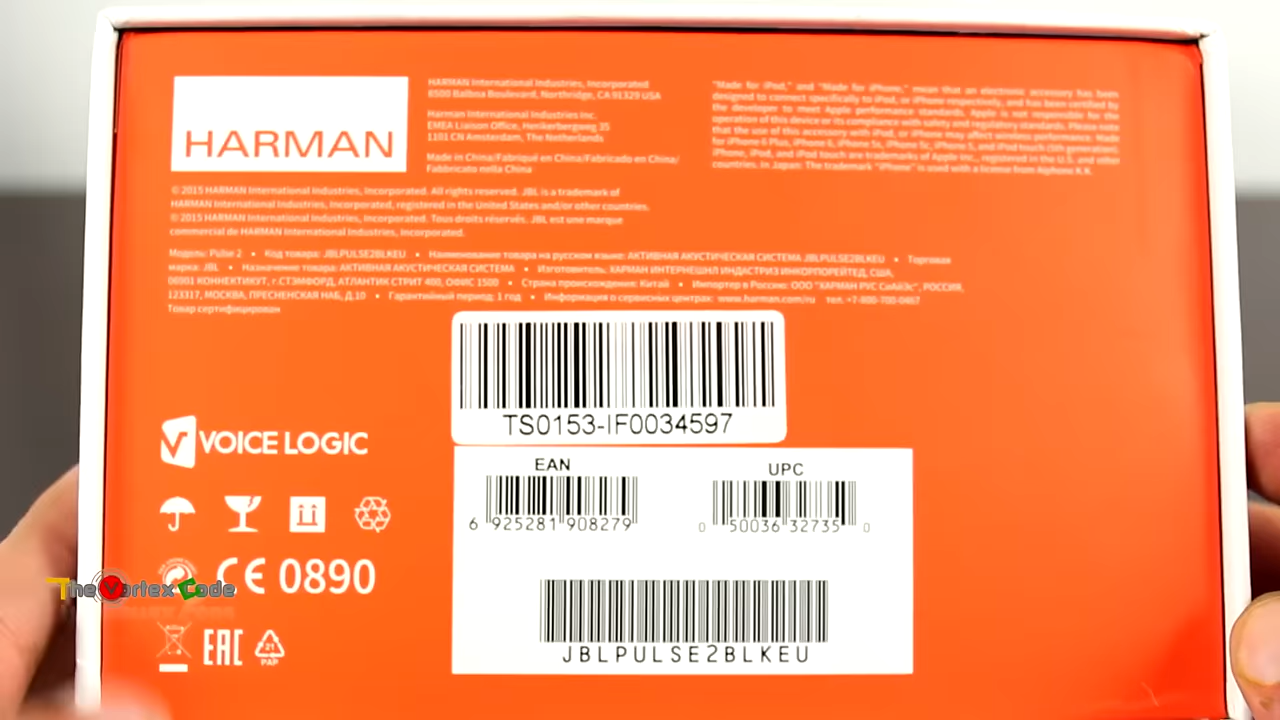 HARMAN
HARMAN International Industries, Incorporated
8500 Balboa Boulevard, Northridge, CA 91329 USA
Harman International Industries Inc.
EMEA Liaison Office, Herikerbergweg 35
1101 CN Amsterdam, The Netherlands
Made in China/Fabriqué en China/Fabricado en China/
Fabbricato nella China
"Made for iPod," and "Made for iPhone," mean that an electronic accessory has been
designed to connect specifically to iPod, or iPhone respectively, and has been certified by
the developer to meet Apple performance standards. Apple is not responsible for the
operation of this device or its compliance with safety and regulatory standards. Please note
that the use of this accessory with iPod, or iPhone may affect wireless performance. Made
for iPhone 6 Plus, iPhone 6, iPhone 5s, iPhone 5c, iPhone 5, and iPod touch (5th generation).
iPhone, iPod, and iPod touch are trademarks of Apple Inc., registered in the U.S. and other
countries. In Japan: The trademark "iPhone" is used with a license from Aiphone K.K.
© 2015 HARMAN International Industries, Incorporated. All rights reserved. JBL is a trademark of
HARMAN International Industries, Incorporated, registered in the United States and/or other countries.
© 2015 HARMAN International Industries, Incorporated. Tous droits réservés. JBL est une marque
commercial de HARMAN International Industries, Incorporated.
Модель: Pulse 2 • Код товара: JBLPULSE2BLKEU • Наименование товара на русском языке: АКТИВНАЯ АКУСТИЧЕСКАЯ СИСТЕМА JBLPULSE2BLKEU • Торговая
марка: JBL • Назначение товара: АКТИВНАЯ АКУСТИЧЕСКАЯ СИСТЕМА • Изготовитель: ХАРМАН ИНТЕРНЕШНЛ ИНДАСТРИЗ ИНКОРПОРЕЙТЕД, США,
06901 КОННЕКТИКУТ, г.СТЭМФОРД, АТЛАНТИК СТРИТ 400, ОФИС 1500 • Страна происхождения: Китай • Импортер в Россию: ООО "ХАРМАН РУС СиАйЭс", РОССИЯ,
123317, МОСКВА, ПРЕСНЕНСКАЯ НАБ, Д.10 • Гарантийный период: 1 год • Информация о сервисных центрах: www.harman.com/ru тел. +7-800-700-0467
Товар сертифицирован
TS0153-IF0034597
VOICE LOGIC
EAN
6 925281 908279
UPC
0 50036 32735 0
CE 0890
The Vortex Code
JBLPULSE2BLKEU
EAC
21
PAP